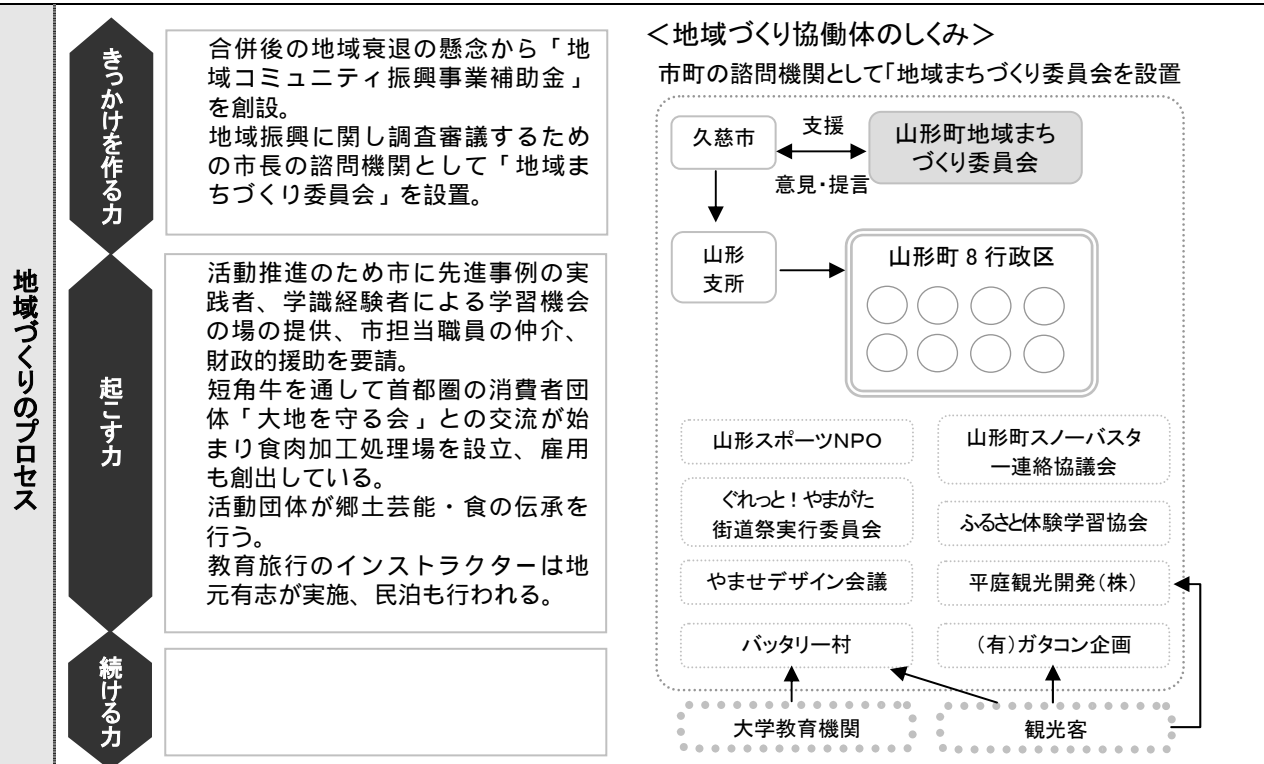 地域づくりのプロセス
きっかけを作る力
合併後の地域衰退の懸念から「地
域コミュニティ振興事業補助金」
を創設。
地域振興に関し調査審議するため
の市長の諮問機関として「地域ま
ちづくり委員会」を設置。
起こす力
活動推進のため市に先進事例の実
践者、学識経験者による学習機会
の場の提供、市担当職員の仲介、
財政的援助を要請。
短角牛を通して首都圏の消費者団
体「大地を守る会」との交流が始
まり食肉加工処理場を設立、雇用
も創出している。
活動団体が郷土芸能・食の伝承を
行う。
教育旅行のインストラクターは地
元有志が実施、民泊も行われる。
続ける力
＜地域づくり協働体のしくみ＞
市町の諮問機関として「地域まちづくり委員会を設置
久慈市
支援
意見・提言
山形町地域まち
づくり委員会
山形
支所
山形町８行政区
山形スポーツＮＰＯ
山形町スノーバスタ
ー連絡協議会
ぐれっと！やまがた
街道祭実行委員会
ふるさと体験学習協会
やませデザイン会議
平庭観光開発（株）
バッタリー村
（有）ガタコン企画
大学教育機関
観光客